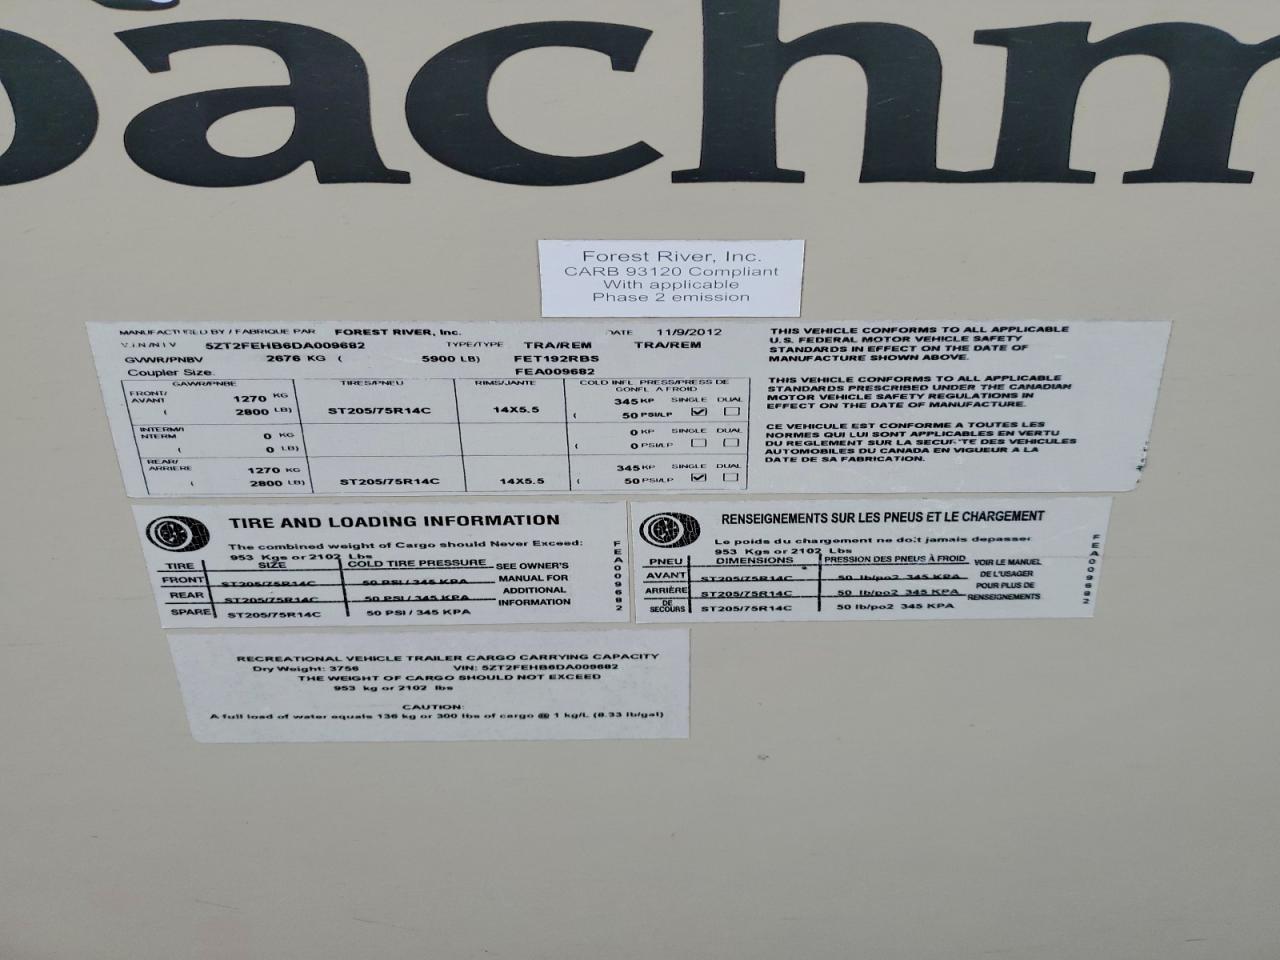 oachm
Forest River, Inc.
CARB 93120 Compliant
With applicable
Phase 2 emission
MANUFACTURED BY / FABRIQUE PAR FOREST RIVER, Inc. DATE 11/9/2012
V.I.N/N I V 5ZT2FEHB6DA009682 TYPE/TYPE TRA/REM TRA/REM
GVWR/PNBV 2676 KG ( 5900 LB) FET192RBS
Coupler Size. FEA009682
GAWR/PNBE TIRES/PNEU RIMS/JANTE COLD INFL PRESS/PRESS DE
GONFL A FROID
FRONT/
AVANT 1270 KG 345 KP SINGLE DUAL
( 2800 LB) ST205/75R14C 14X5.5 ( 50 PSI/LP
INTERM/I
NTERM 0 KG 0 KP SINGLE DUAL
( 0 LB) ( 0 PSI/LP
REAR/
ARRIERE 1270 KG 345 KP SINGLE DUAL
( 2800 LB) ST205/75R14C 14X5.5 ( 50 PSI/LP
THIS VEHICLE CONFORMS TO ALL APPLICABLE
U.S. FEDERAL MOTOR VEHICLE SAFETY
STANDARDS IN EFFECT ON THE DATE OF
MANUFACTURE SHOWN ABOVE.
THIS VEHICLE CONFORMS TO ALL APPLICABLE
STANDARDS PRESCRIBED UNDER THE CANADIAN
MOTOR VEHICLE SAFETY REGULATIONS IN
EFFECT ON THE DATE OF MANUFACTURE.
CE VEHICULE EST CONFORME A TOUTES LES
NORMES QUI LUI SONT APPLICABLES EN VERTU
DU REGLEMENT SUR LA SECURITE DES VEHICULES
AUTOMOBILES DU CANADA EN VIGUEUR A LA
DATE DE SA FABRICATION.
TIRE AND LOADING INFORMATION
The combined weight of Cargo should Never Exceed:
953 Kgs or 2102 Lbs
TIRE SIZE COLD TIRE PRESSURE
FRONT ST205/75R14C 50 PSI / 345 KPA
REAR ST205/75R14C 50 PSI / 345 KPA
SPARE ST205/75R14C 50 PSI / 345 KPA
SEE OWNER'S
MANUAL FOR
ADDITIONAL
INFORMATION
FEA009682
RENSEIGNEMENTS SUR LES PNEUS ET LE CHARGEMENT
Le poids du chargement ne doit jamais depasser
953 Kgs or 2102 Lbs
PNEU DIMENSIONS PRESSION DES PNEUS À FROID
AVANT ST205/75R14C 50 lb/po2 345 KPA
ARRIÈRE ST205/75R14C 50 lb/po2 345 KPA
DE
SECOURS ST205/75R14C 50 lb/po2 345 KPA
VOIR LE MANUEL
DE L'USAGER
POUR PLUS DE
RENSEIGNEMENTS
FEA009682
RECREATIONAL VEHICLE TRAILER CARGO CARRYING CAPACITY
Dry Weight: 3756 VIN: 5ZT2FEHB6DA009682
THE WEIGHT OF CARGO SHOULD NOT EXCEED
953 kg or 2102 lbs
CAUTION:
A full load of water equals 136 kg or 300 lbs of cargo @ 1 kg/L (8.33 lb/gal)